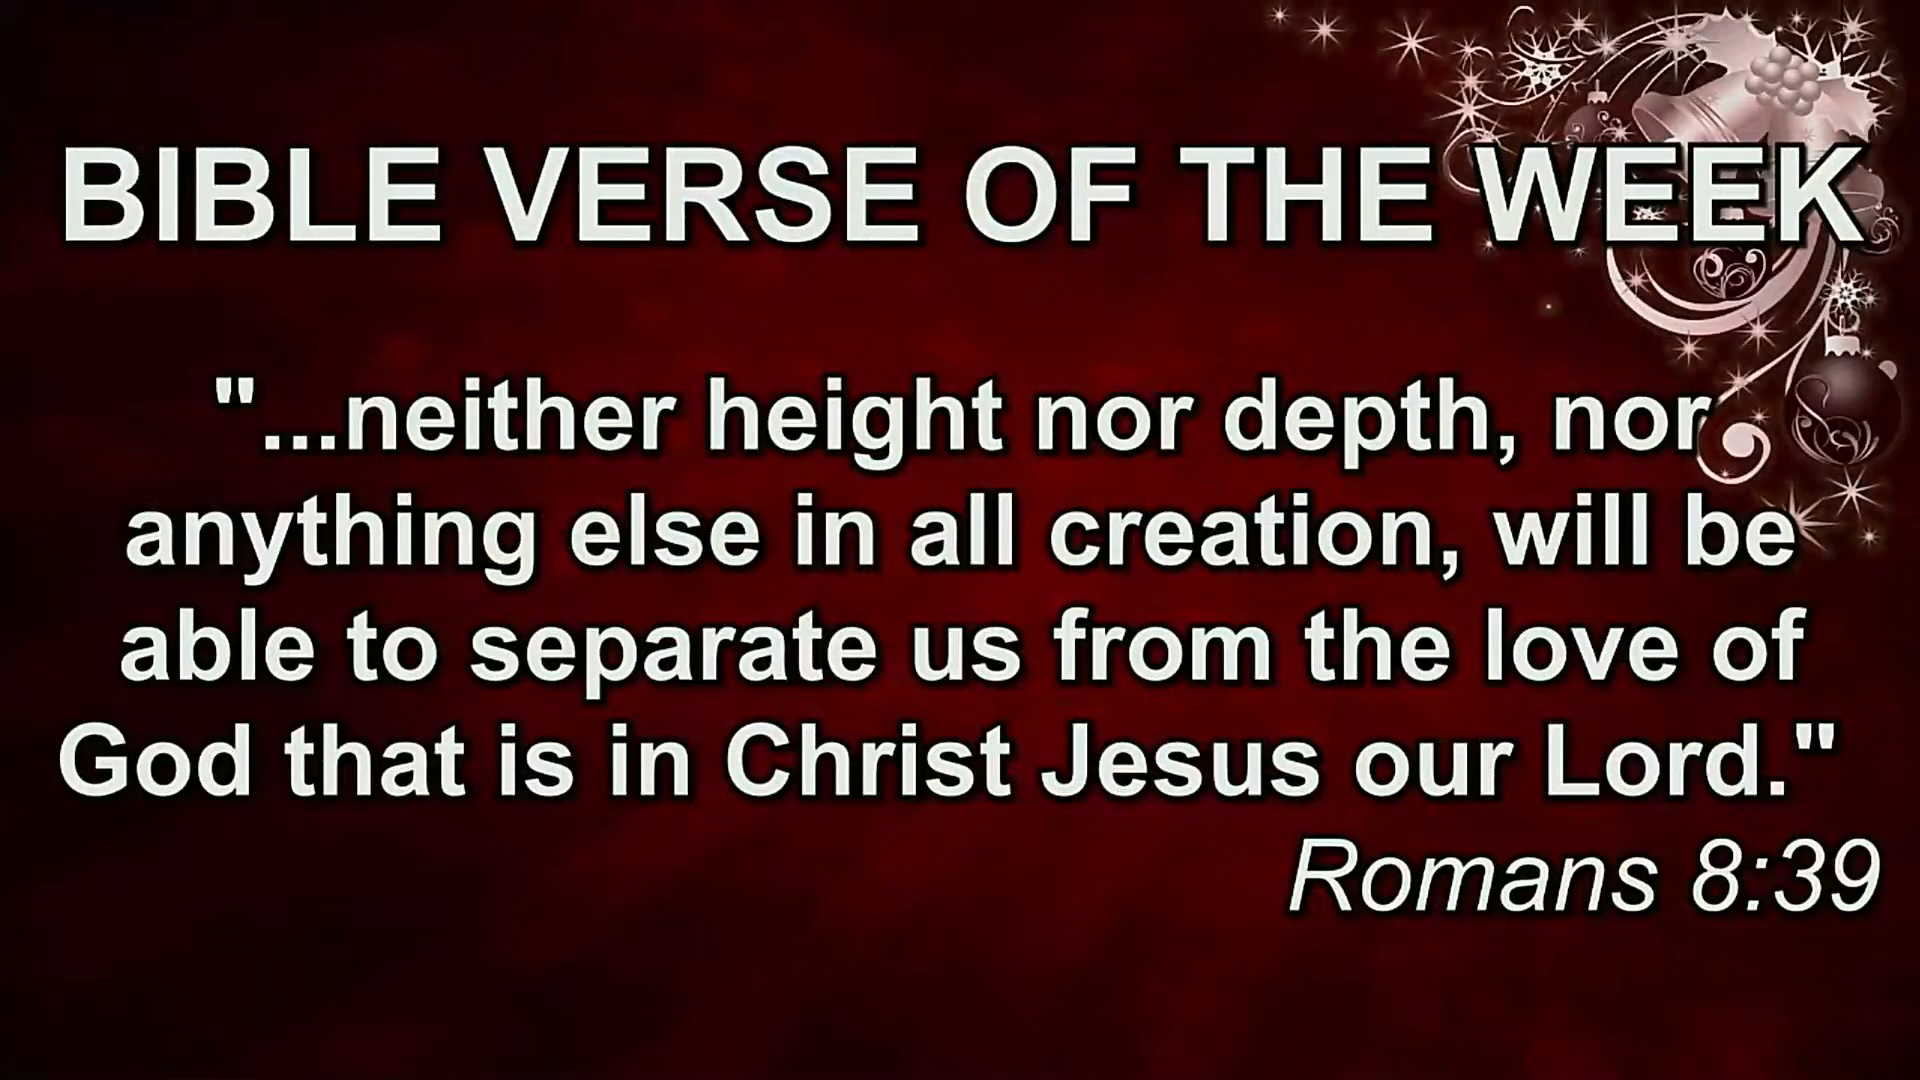 BIBLE VERSE OF THE WEEK
"...neither height nor depth, nor
anything else in all creation, will be
able to separate us from the love of
God that is in Christ Jesus our Lord."
Romans 8:39